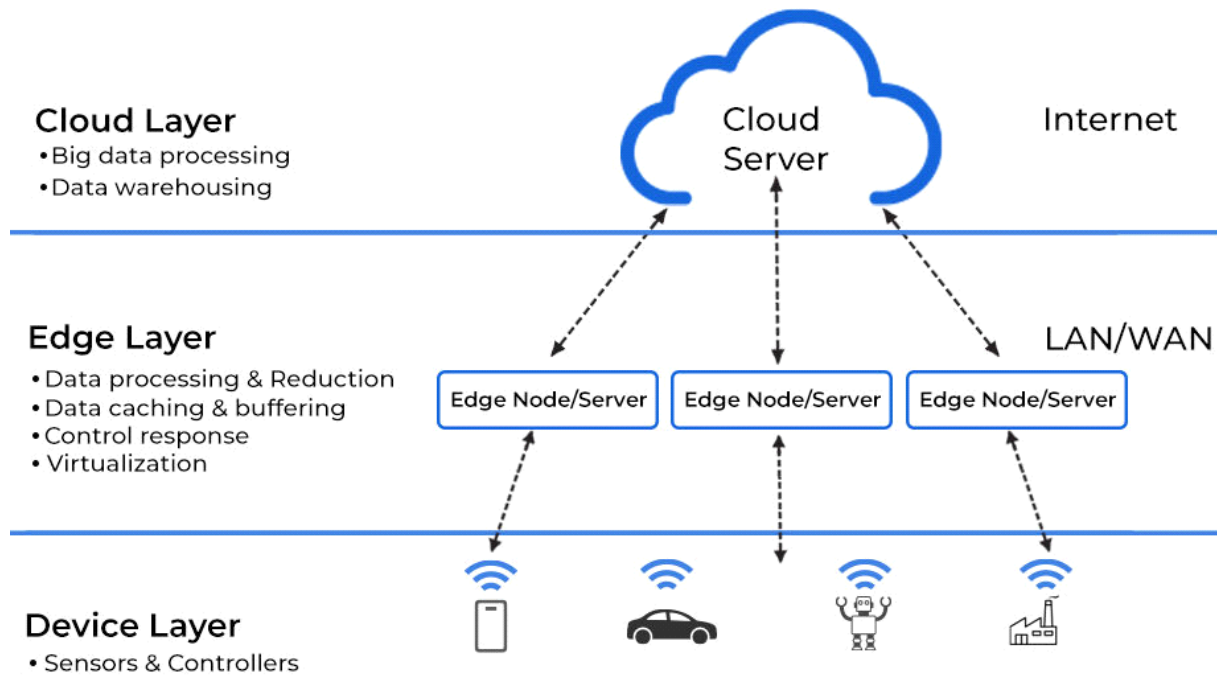 Cloud Layer
• Big data processing
• Data warehousing
Cloud
Server
Internet
Edge Layer
• Data processing & Reduction
• Data caching & buffering
• Control response
• Virtualization
LAN/WAN
Edge Node/Server
Edge Node/Server
Edge Node/Server
Device Layer
• Sensors & Controllers